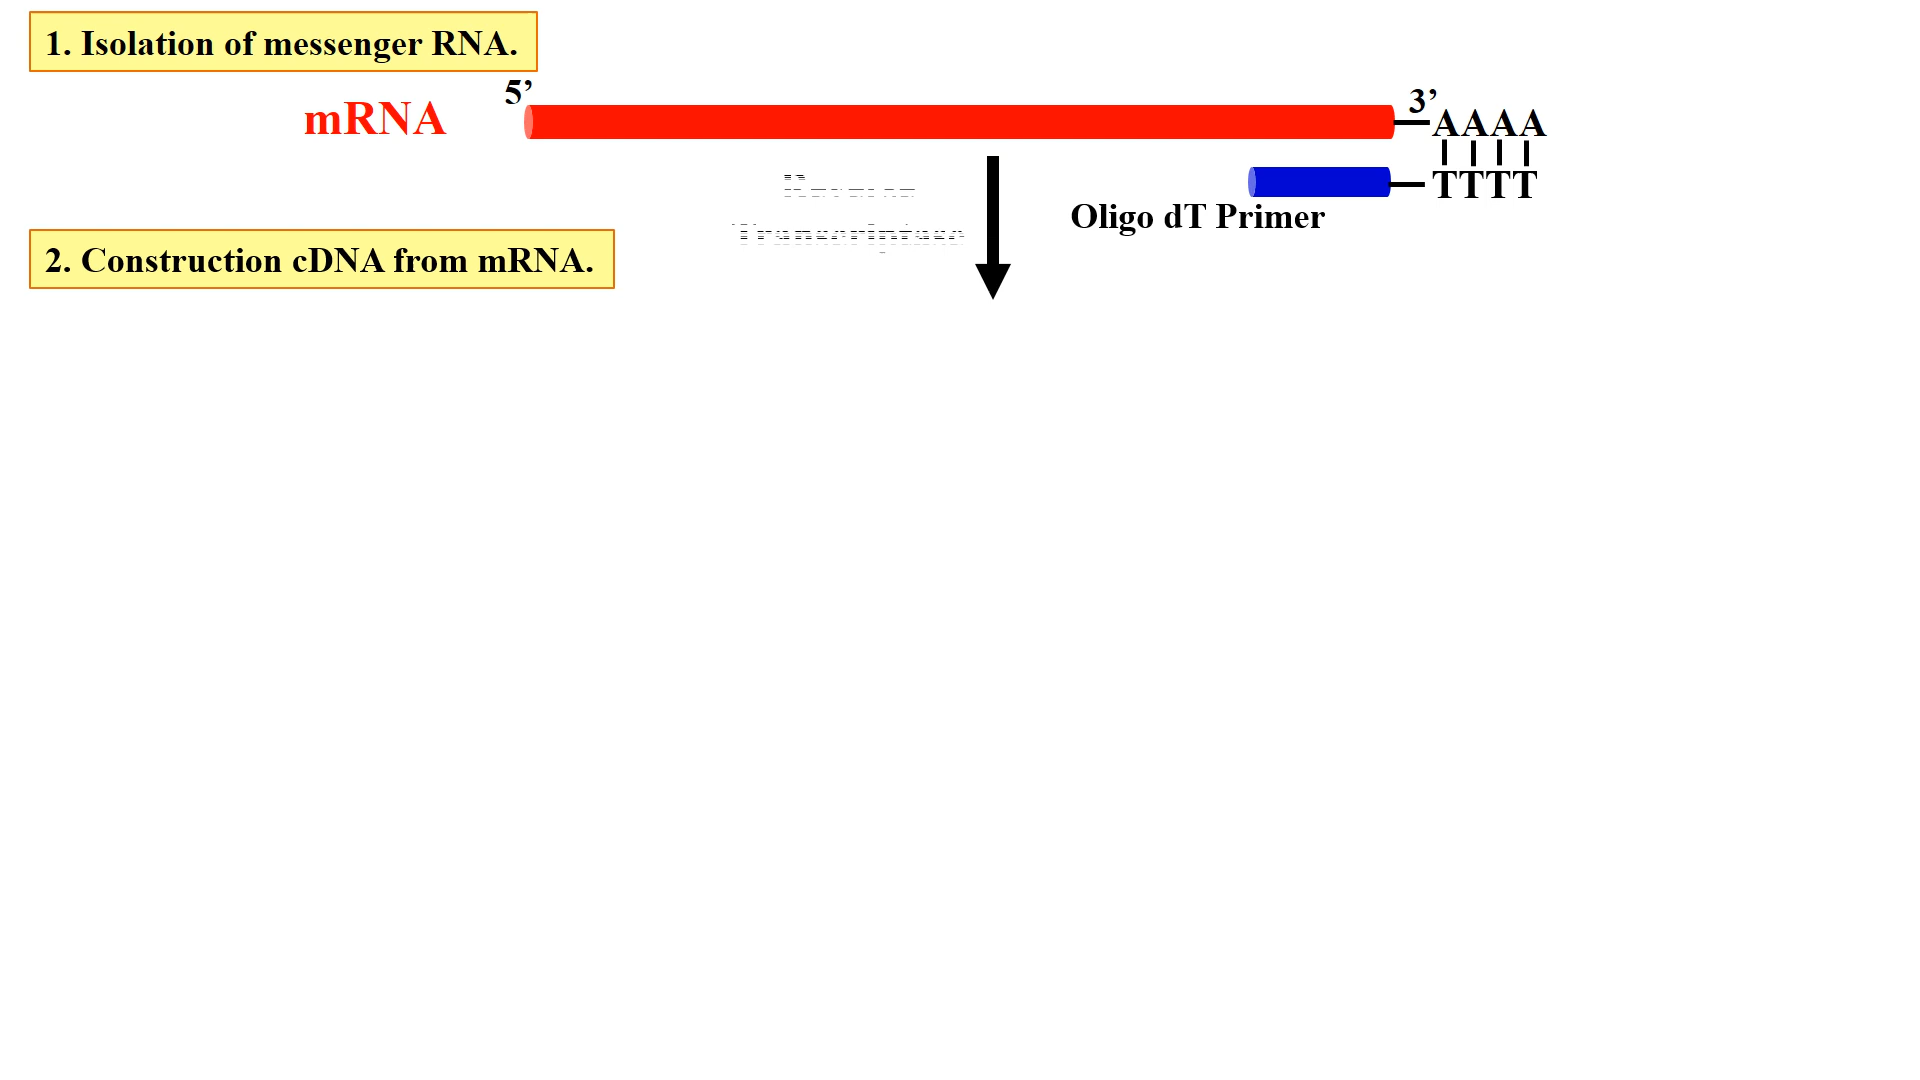 1. Isolation of messenger RNA.
5’
mRNA
3’
AAAA
TTTT
Oligo dT Primer
2. Construction cDNA from mRNA.